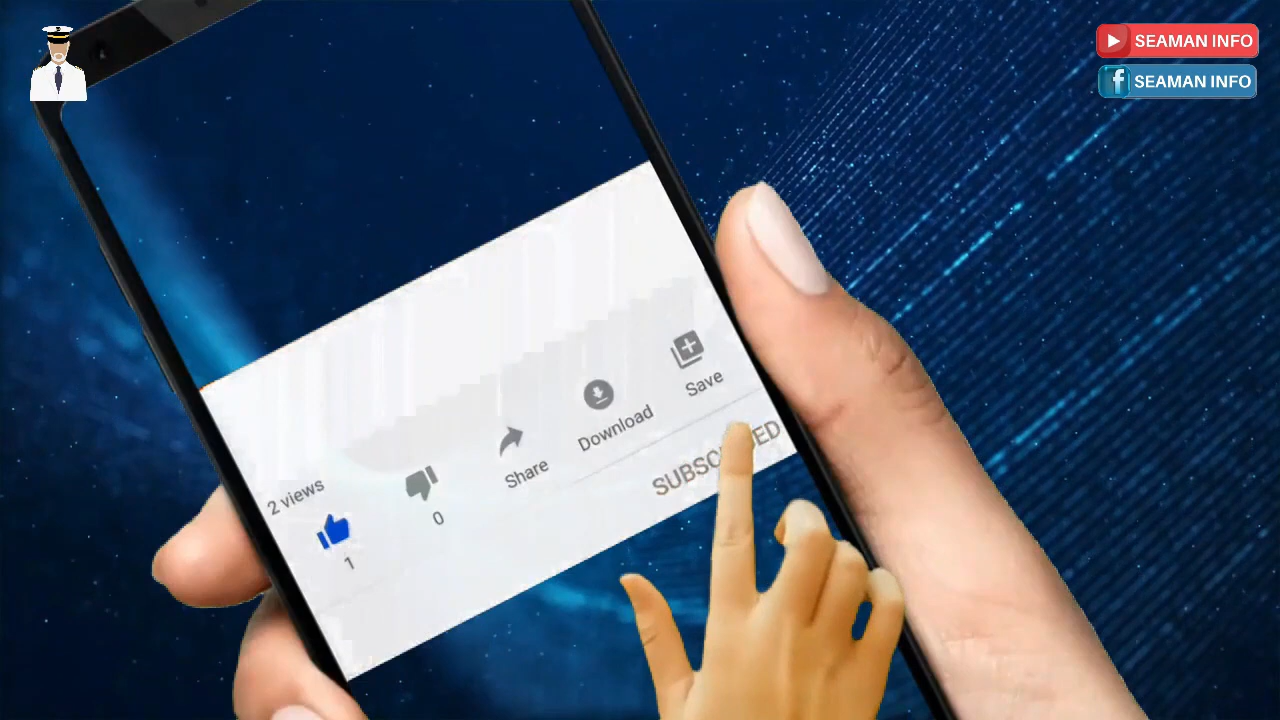 SEAMAN INFO
SEAMAN INFO
2 views
1
0
Share
Download
Save